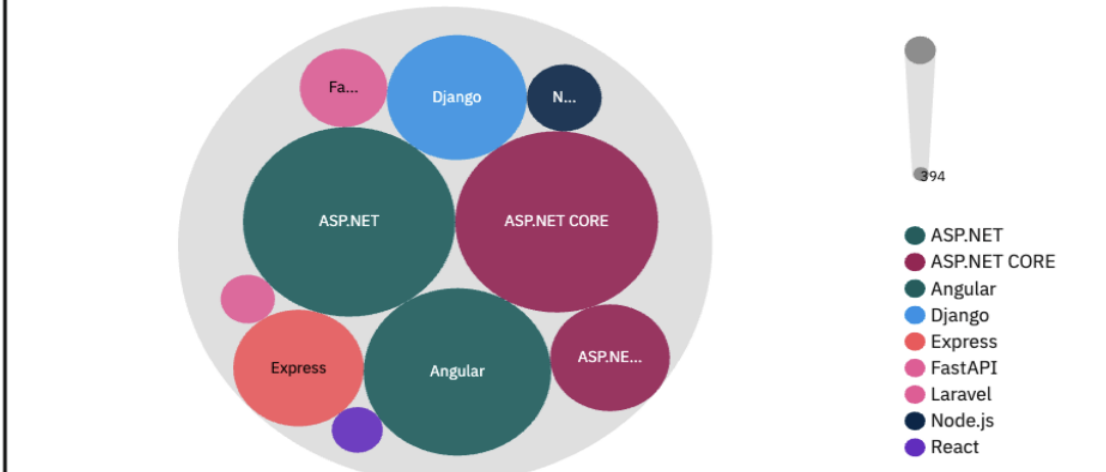 Fa...
Django
N...
ASP.NET
ASP.NET CORE
Express
Angular
ASP.NE...
394
ASP.NET
ASP.NET CORE
Angular
Django
Express
FastAPI
Laravel
Node.js
React